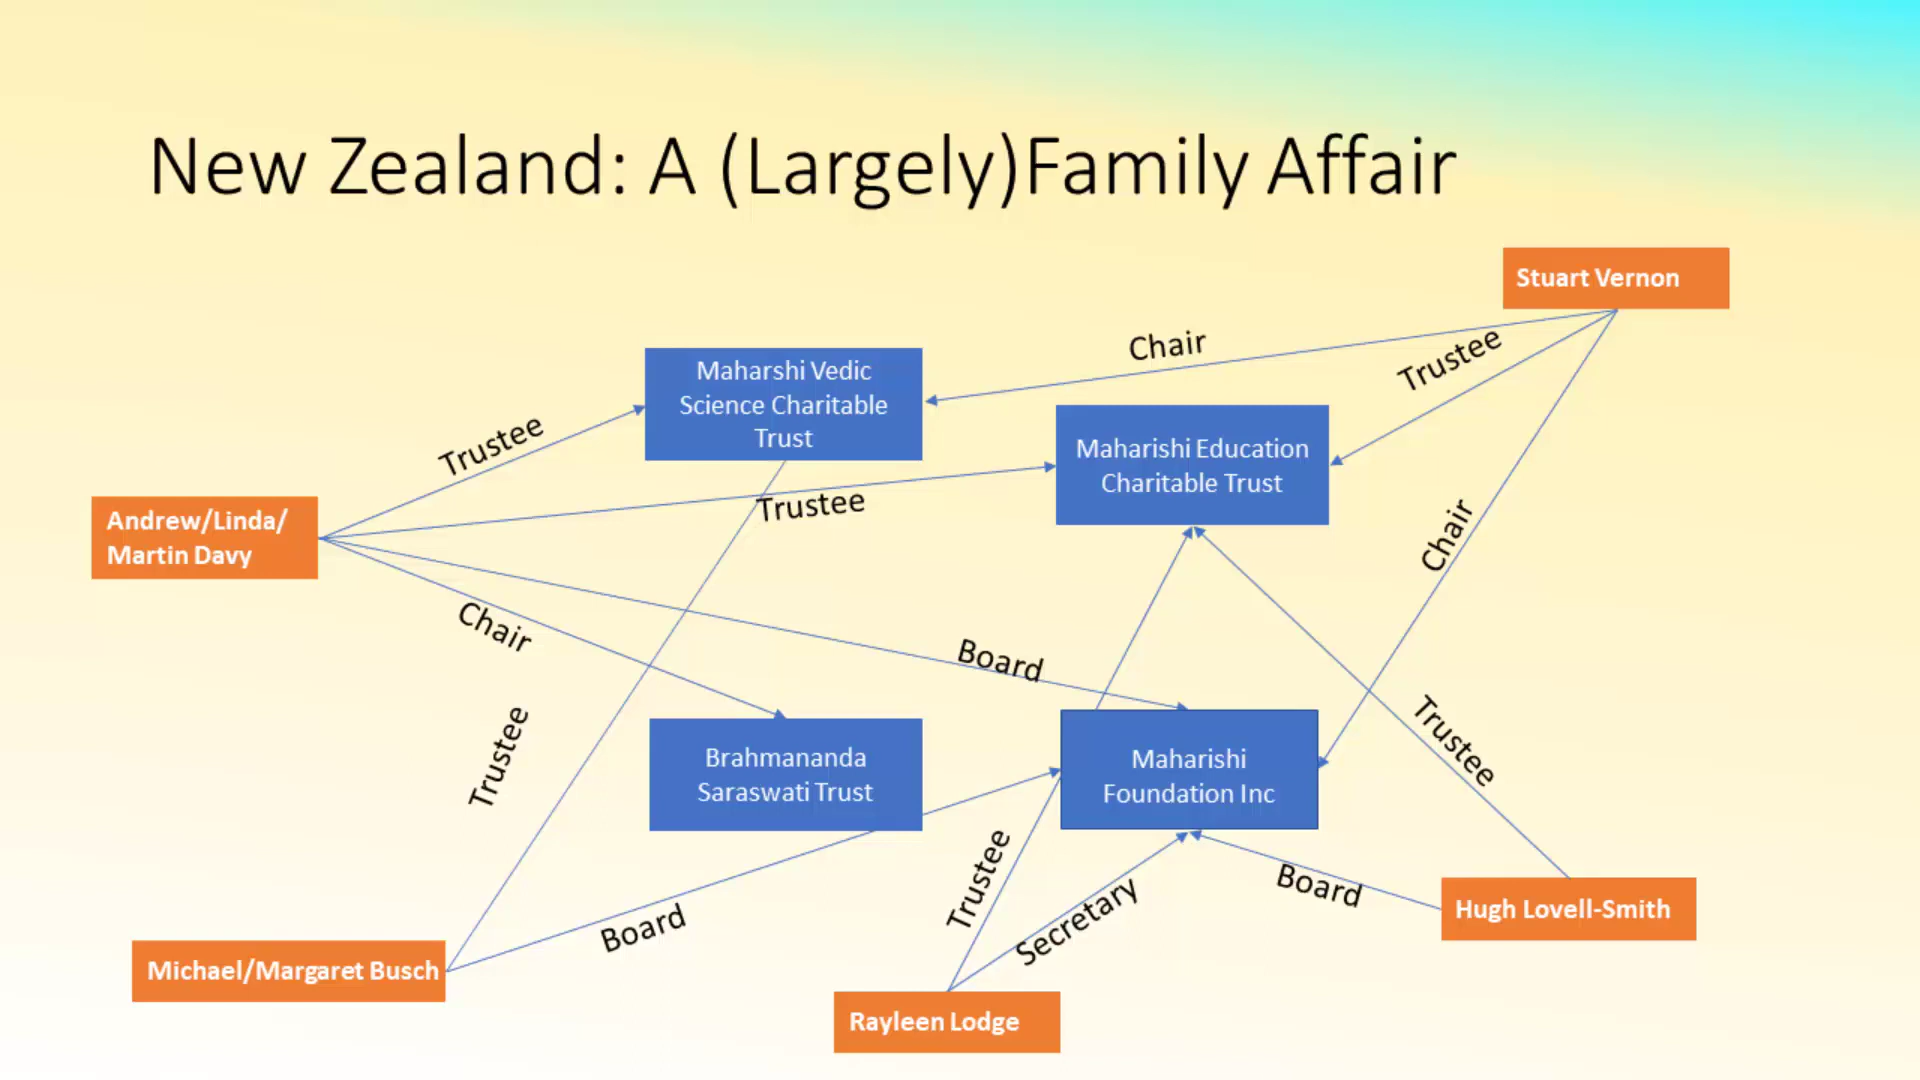 New Zealand: A (Largely)Family Affair
Stuart Vernon
Chair
Trustee
Maharshi Vedic
Science Charitable
Trust
Trustee
Maharishi Education
Charitable Trust
Trustee
Andrew/Linda/
Martin Davy
Chair
Chair
Board
Trustee
Trustee
Brahmananda
Saraswati Trust
Maharishi
Foundation Inc
Trustee
Secretary
Board
Hugh Lovell-Smith
Board
Michael/Margaret Busch
Rayleen Lodge